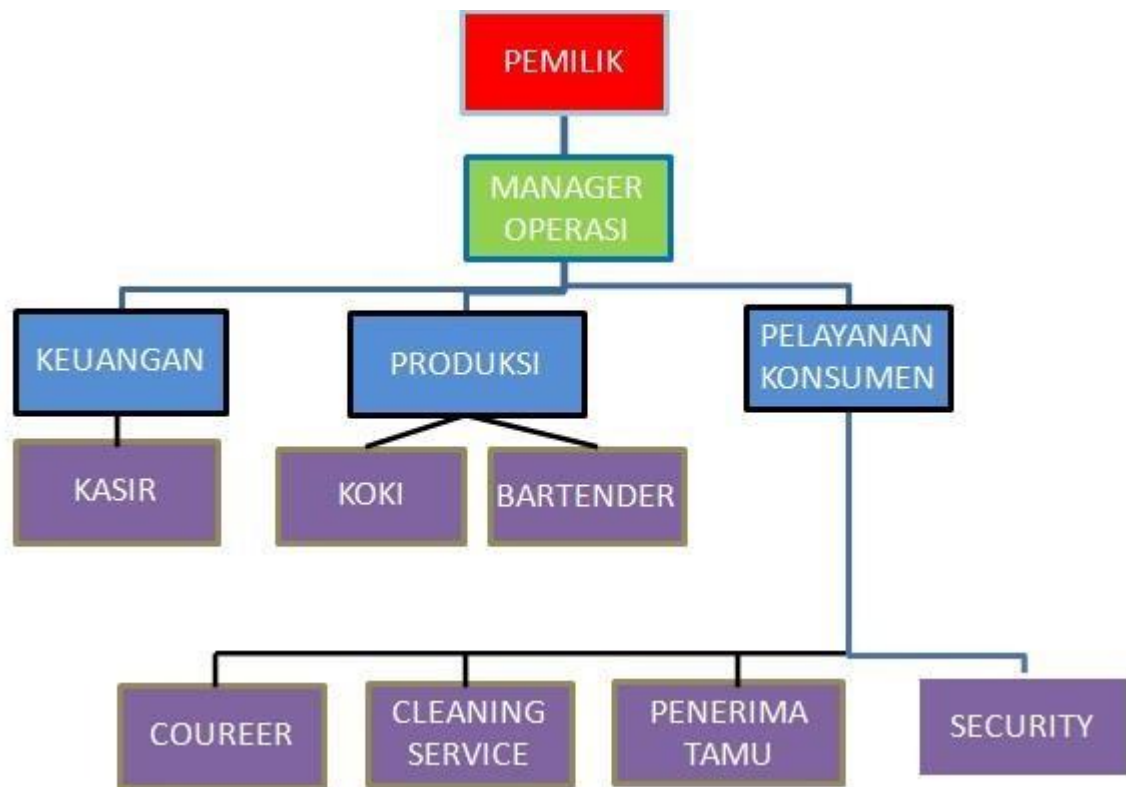 PEMILIK
MANAGER
OPERASI
KEUANGAN
PRODUKSI
PELAYANAN
KONSUMEN
KASIR
KOKI
BARTENDER
COUREER
CLEANING
SERVICE
PENERIMA
TAMU
SECURITY